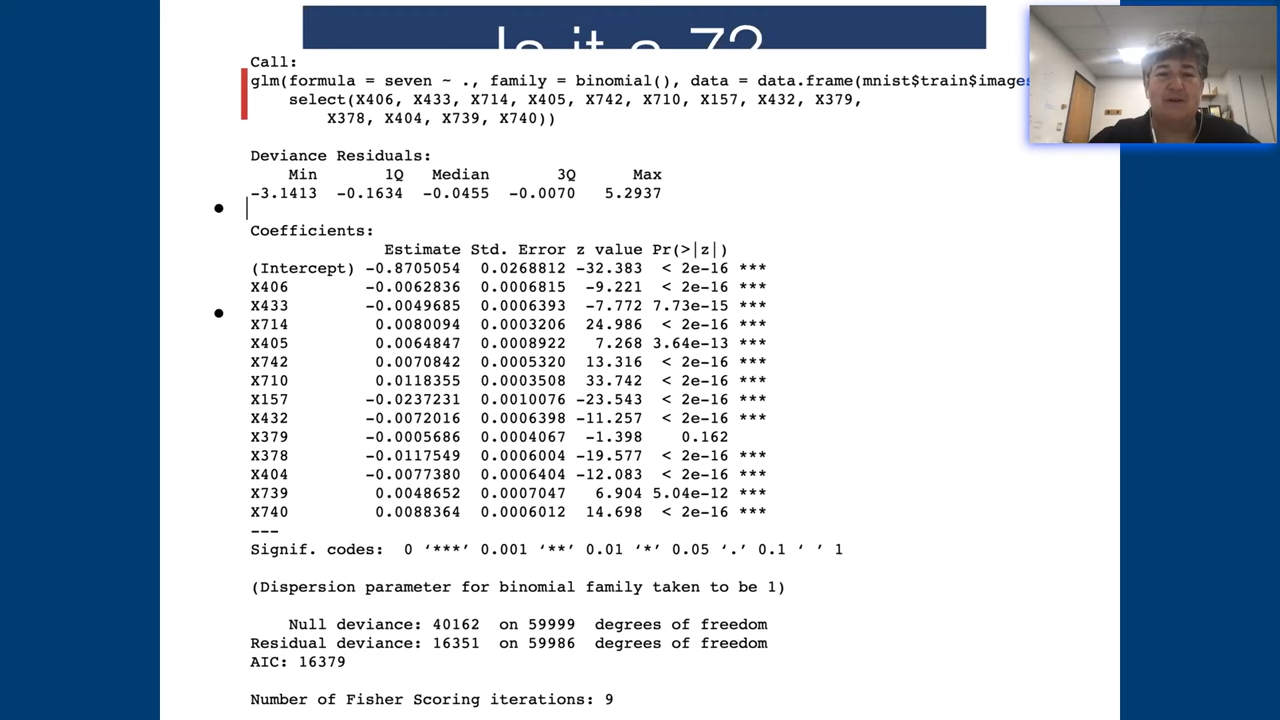 Is it a 7?
Call:
glm(formula = seven ~ ., family = binomial(), data = data.frame(mnist$train$images
select(X406, X433, X714, X405, X742, X710, X157, X432, X379,
X378, X404, X739, X740))
Deviance Residuals:
Min 1Q Median 3Q Max
-3.1413 -0.1634 -0.0455 -0.0070 5.2937
Coefficients:
Estimate Std. Error z value Pr(>|z|)
(Intercept) -0.8705054 0.0268812 -32.383 < 2e-16 ***
X406 -0.0062836 0.0006815 -9.221 < 2e-16 ***
X433 -0.0049685 0.0006393 -7.772 7.73e-15 ***
X714 0.0080094 0.0003206 24.986 < 2e-16 ***
X405 0.0064847 0.0008922 7.268 3.64e-13 ***
X742 0.0070842 0.0005320 13.316 < 2e-16 ***
X710 0.0118355 0.0003508 33.742 < 2e-16 ***
X157 -0.0237231 0.0010076 -23.543 < 2e-16 ***
X432 -0.0072016 0.0006398 -11.257 < 2e-16 ***
X379 -0.0005686 0.0004067 -1.398 0.162
X378 -0.0117549 0.0006004 -19.577 < 2e-16 ***
X404 -0.0077380 0.0006404 -12.083 < 2e-16 ***
X739 0.0048652 0.0007047 6.904 5.04e-12 ***
X740 0.0088364 0.0006012 14.698 < 2e-16 ***
---
Signif. codes: 0 ‘***’ 0.001 ‘**’ 0.01 ‘*’ 0.05 ‘.’ 0.1 ‘ ’ 1
(Dispersion parameter for binomial family taken to be 1)
Null deviance: 40162 on 59999 degrees of freedom
Residual deviance: 16351 on 59986 degrees of freedom
AIC: 16379
Number of Fisher Scoring iterations: 9